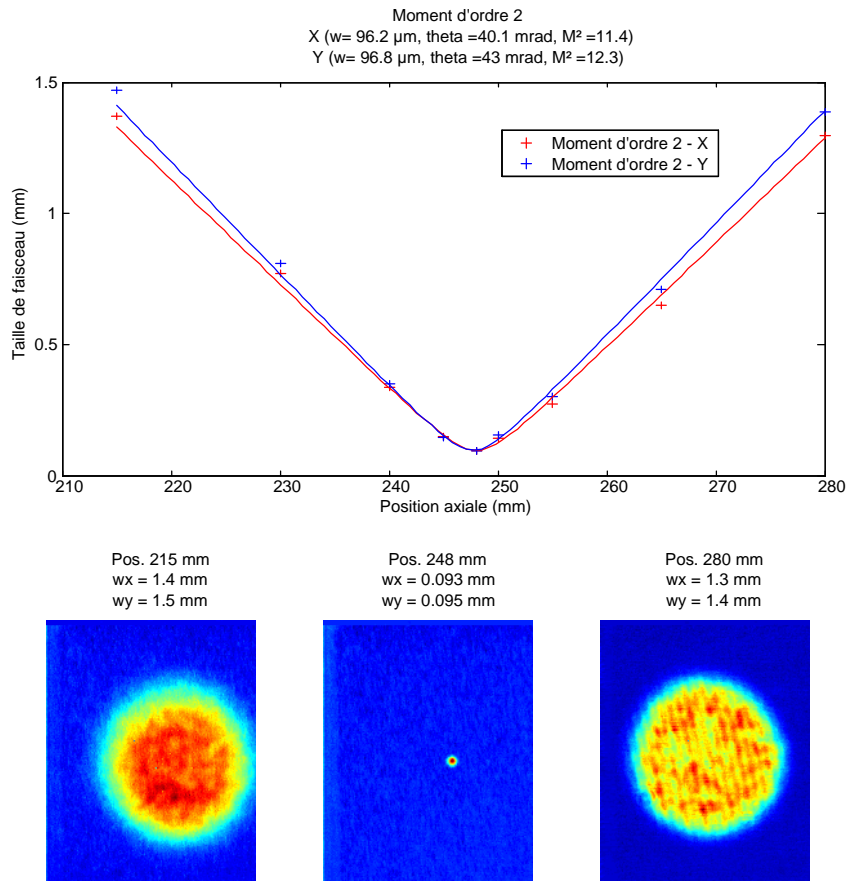 Moment d'ordre 2
X (w= 96.2 µm, theta =40.1 mrad, M² =11.4)
Y (w= 96.8 µm, theta =43 mrad, M² =12.3)
1.5
1
0.5
0
Taille de faisceau (mm)
Moment d'ordre 2 - X
Moment d'ordre 2 - Y
210 220 230 240 250 260 270 280
Position axiale (mm)
Pos. 215 mm
wx = 1.4 mm
wy = 1.5 mm
Pos. 248 mm
wx = 0.093 mm
wy = 0.095 mm
Pos. 280 mm
wx = 1.3 mm
wy = 1.4 mm